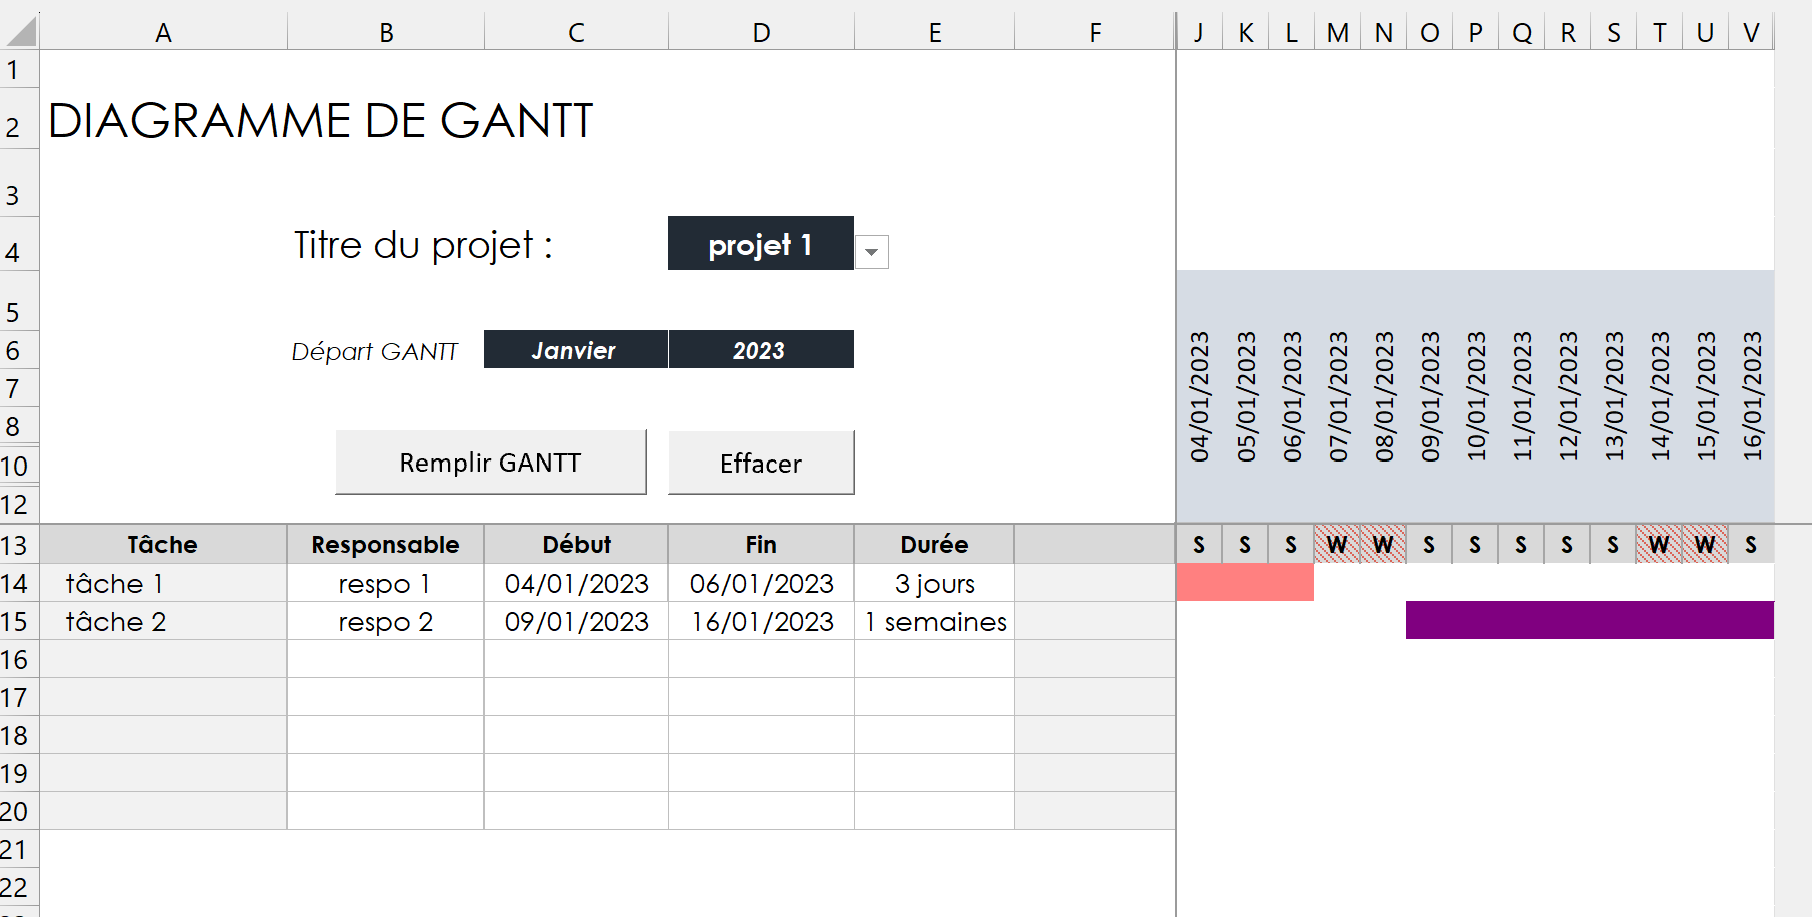 A B C D E F J K L M N O P Q R S T U V
1
2 DIAGRAMME DE GANTT
3
4 Titre du projet : projet 1
5
6 Départ GANTT Janvier 2023
7
8
10 Remplir GANTT Effacer
12
04/01/2023 05/01/2023 06/01/2023 07/01/2023 08/01/2023 09/01/2023 10/01/2023 11/01/2023 12/01/2023 13/01/2023 14/01/2023 15/01/2023 16/01/2023
13 Tâche Responsable Début Fin Durée S S S W W S S S S S W W S
14 tâche 1 respo 1 04/01/2023 06/01/2023 3 jours
15 tâche 2 respo 2 09/01/2023 16/01/2023 1 semaines
16
17
18
19
20
21
22